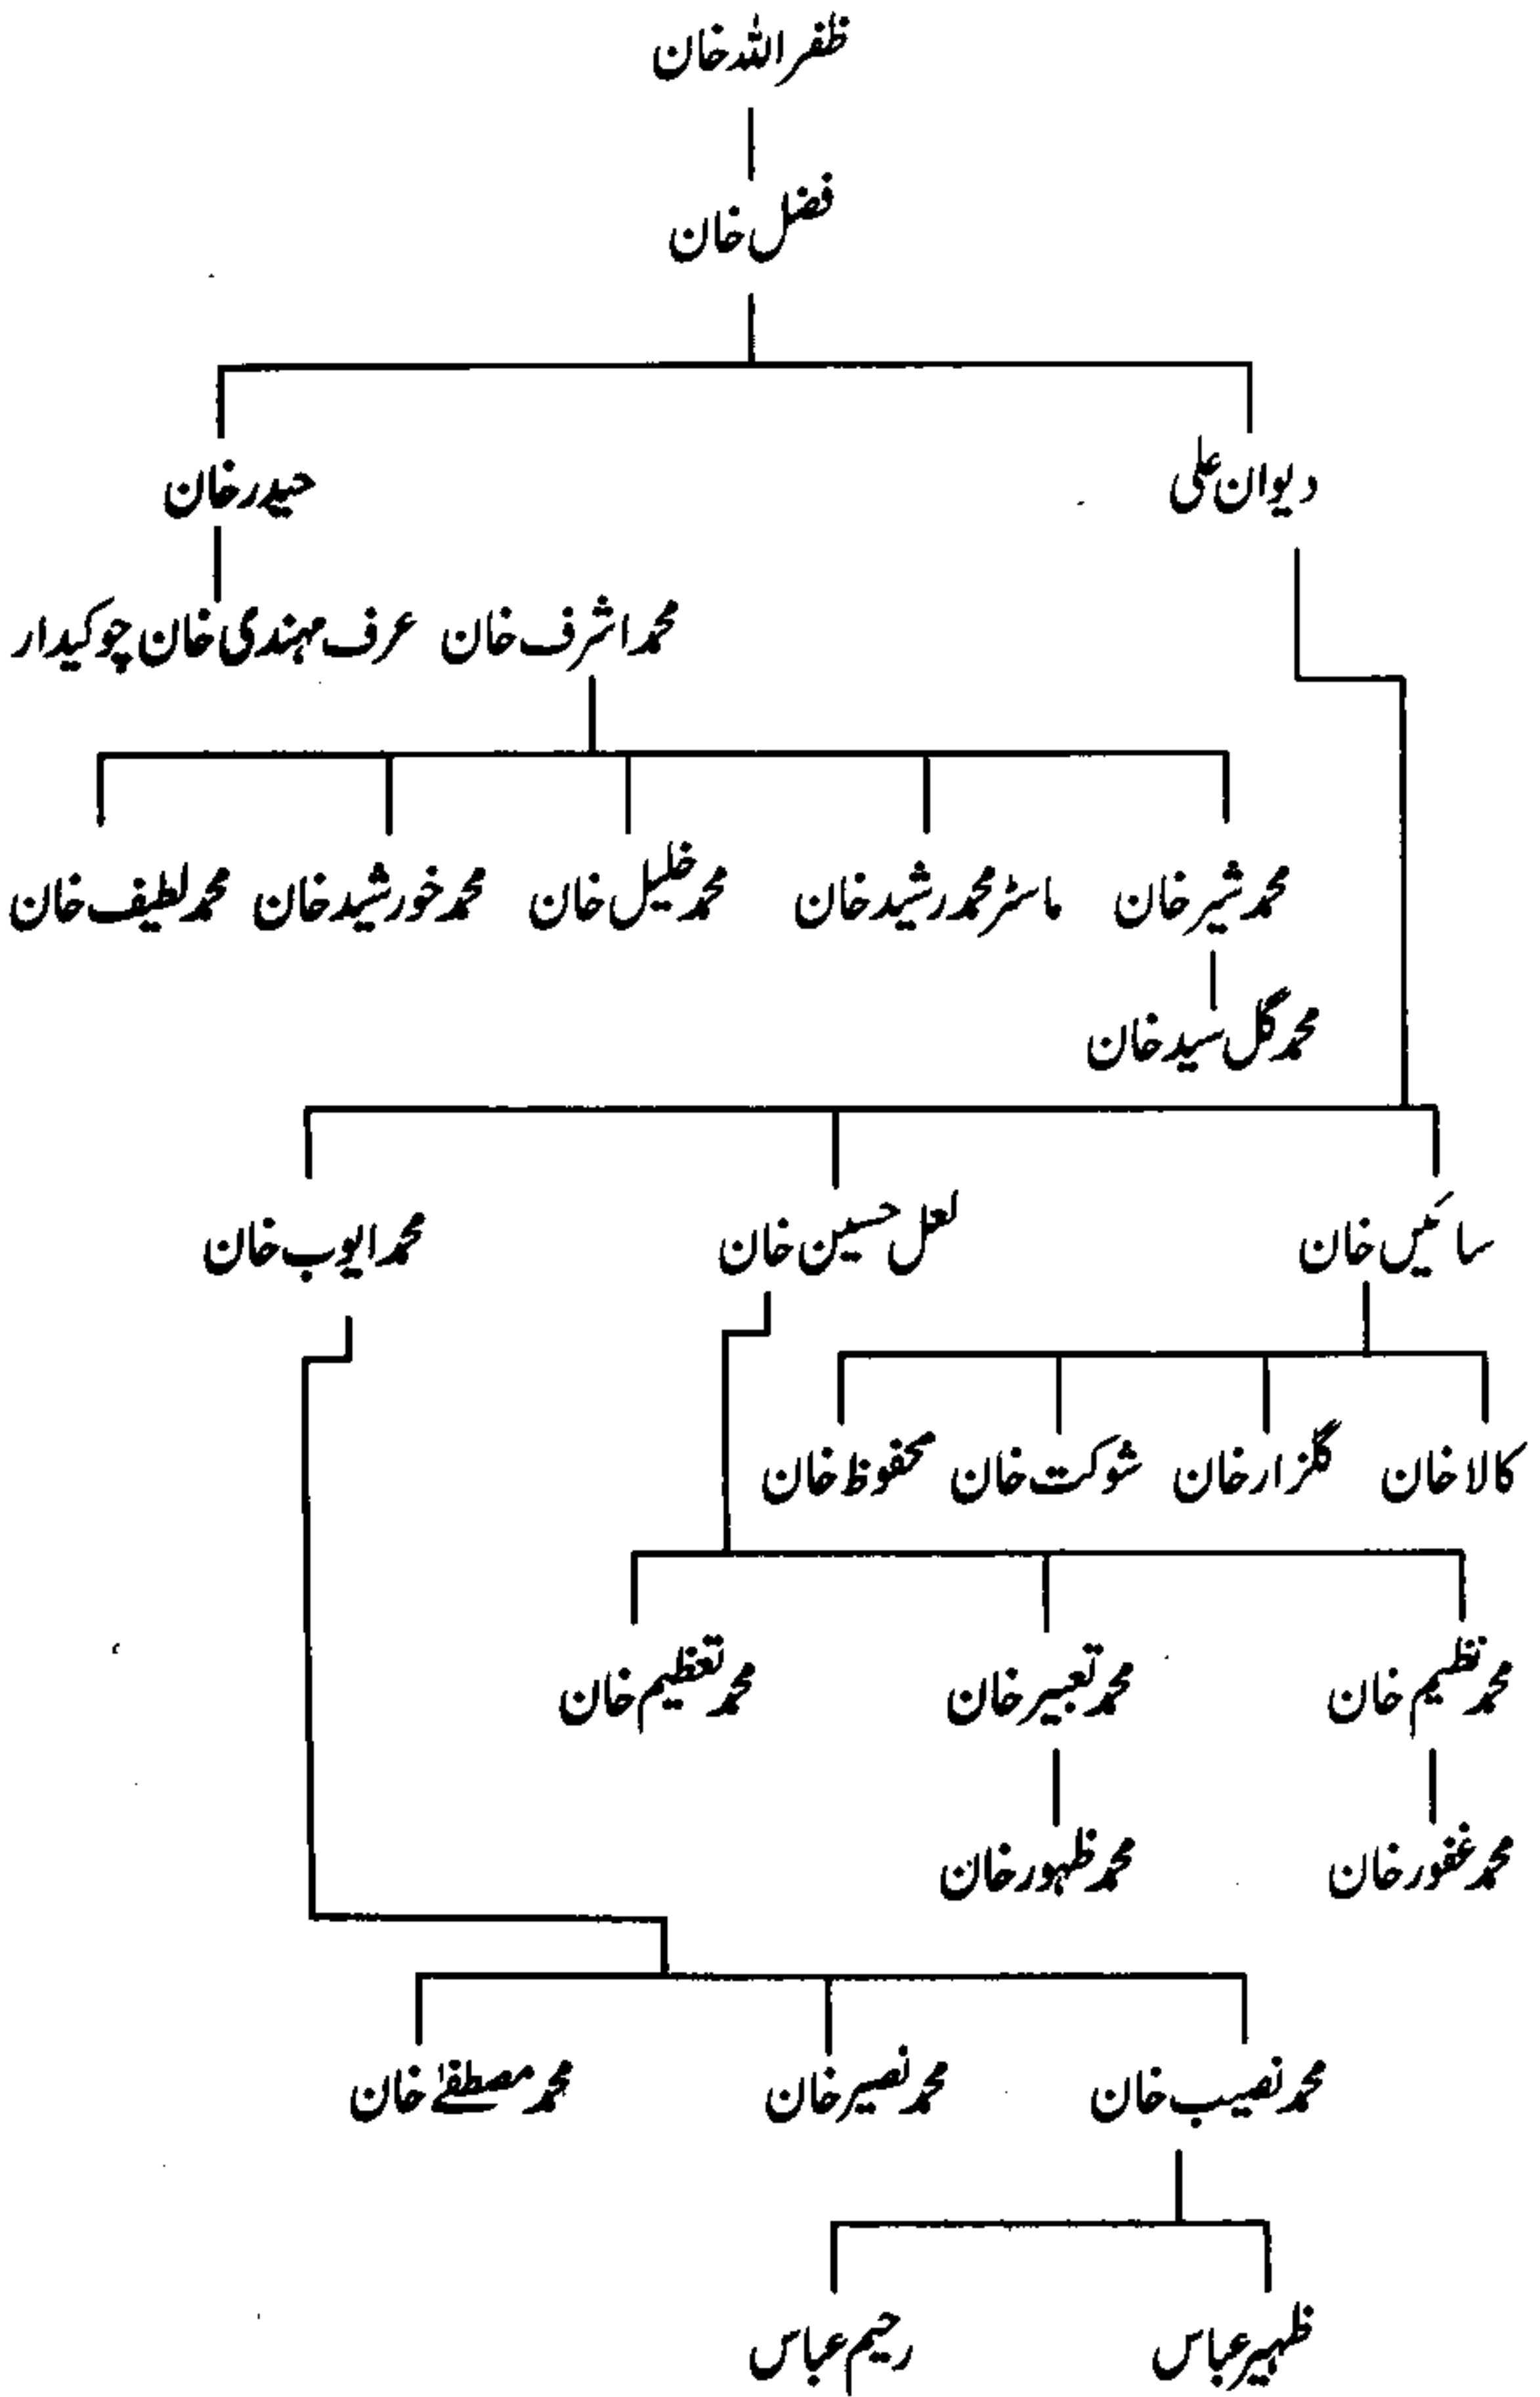 ظفر اللہ خان
فضل خان
دیوان علی
حیدر خان
محمد اشرف خان عرف مہندی خان چوکیدار
محمد شیر خان
ماسٹر محمد رشید خان
محمد خلیل خان
محمد خورشید خان
محمد لطیف خان
محمد گل سید خان
سائیں خان
لعل حسین خان
محمد ایوب خان
کالا خان
گلزار خان
شوکت خان
محفوظ خان
محمد نظیم خان
محمد تعبیر خان
محمد تعظیم خان
محمد غفور خان
محمد ظہور خان
محمد نصیب خان
محمد نصیر خان
محمد مصطفےٰ خان
ظہیر عباس
رحیم عباس